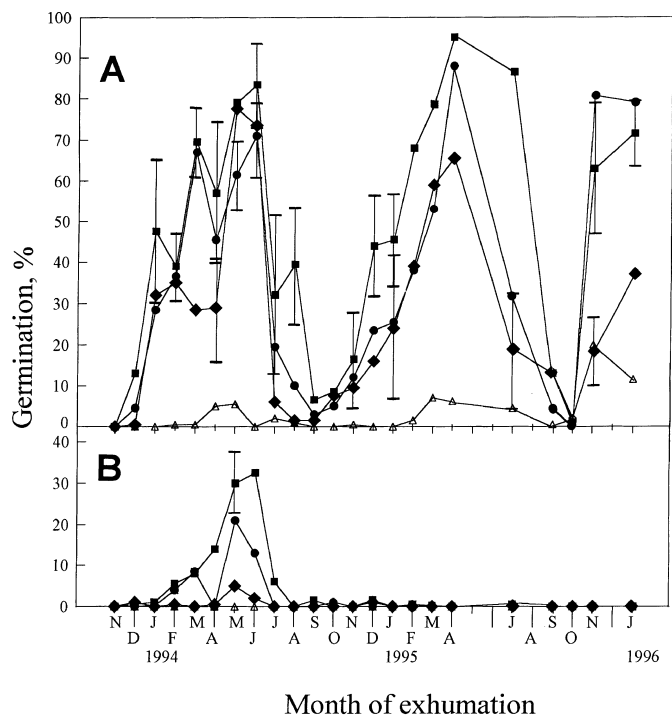 Germination, %
A
100
90
80
70
60
50
40
30
20
10
0
B
40
30
20
10
0
N J M M J S N J M J S N J
D F A J A O D F A A O
1994 1995 1996
Month of exhumation